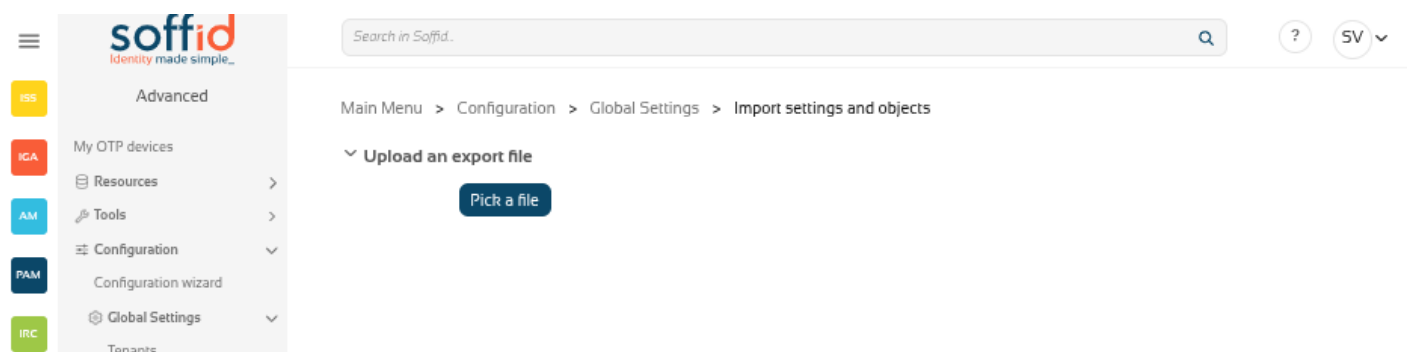 soffid
Identity made simple_
Search in Soffid..
?
SV
ISS
Advanced
Main Menu > Configuration > Global Settings > Import settings and objects
My OTP devices
IGA
Upload an export file
Resources
Pick a file
AM
Tools
Configuration
PAM
Configuration wizard
Global Settings
IRC
Tenants